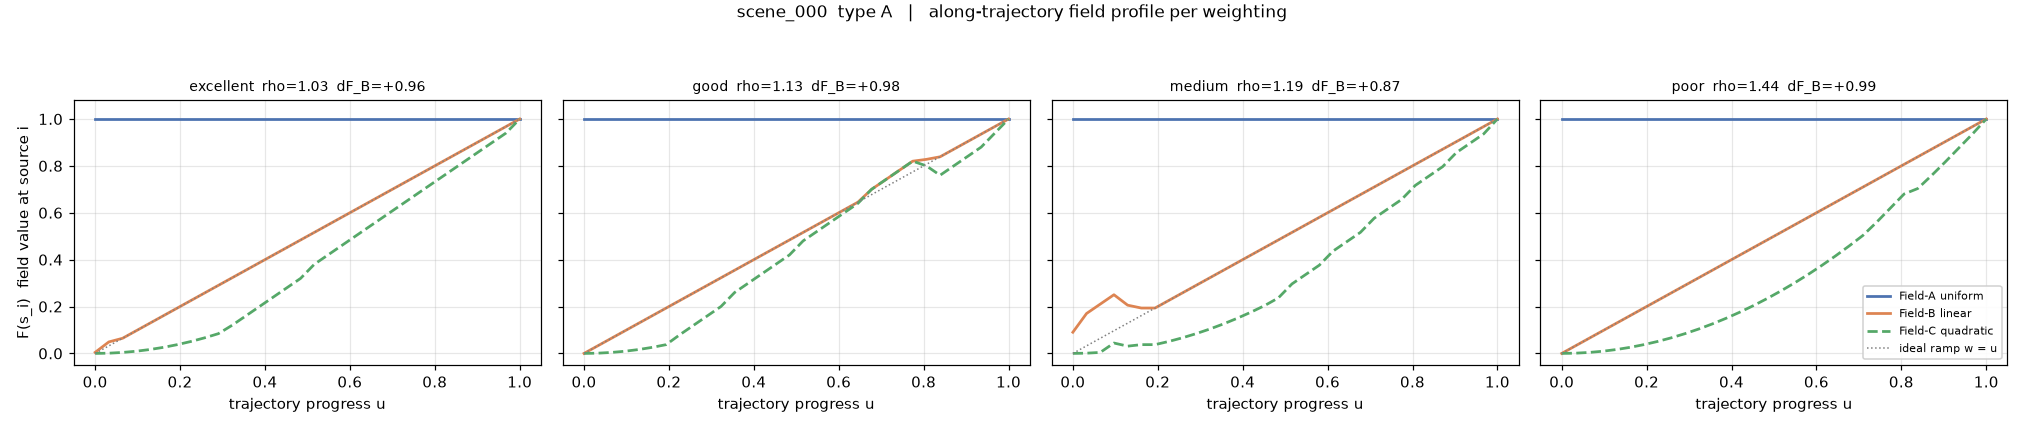 scene_000  type A   |   along-trajectory field profile per weighting
excellent  rho=1.03  dF_B=+0.96
good  rho=1.13  dF_B=+0.98
medium  rho=1.19  dF_B=+0.87
poor  rho=1.44  dF_B=+0.99
F(s_i)  field value at source i
1.0
0.8
0.6
0.4
0.2
0.0
0.0 0.2 0.4 0.6 0.8 1.0
0.0 0.2 0.4 0.6 0.8 1.0
0.0 0.2 0.4 0.6 0.8 1.0
0.0 0.2 0.4 0.6 0.8 1.0
trajectory progress u
trajectory progress u
trajectory progress u
trajectory progress u
Field-A uniform
Field-B linear
Field-C quadratic
ideal ramp w = u